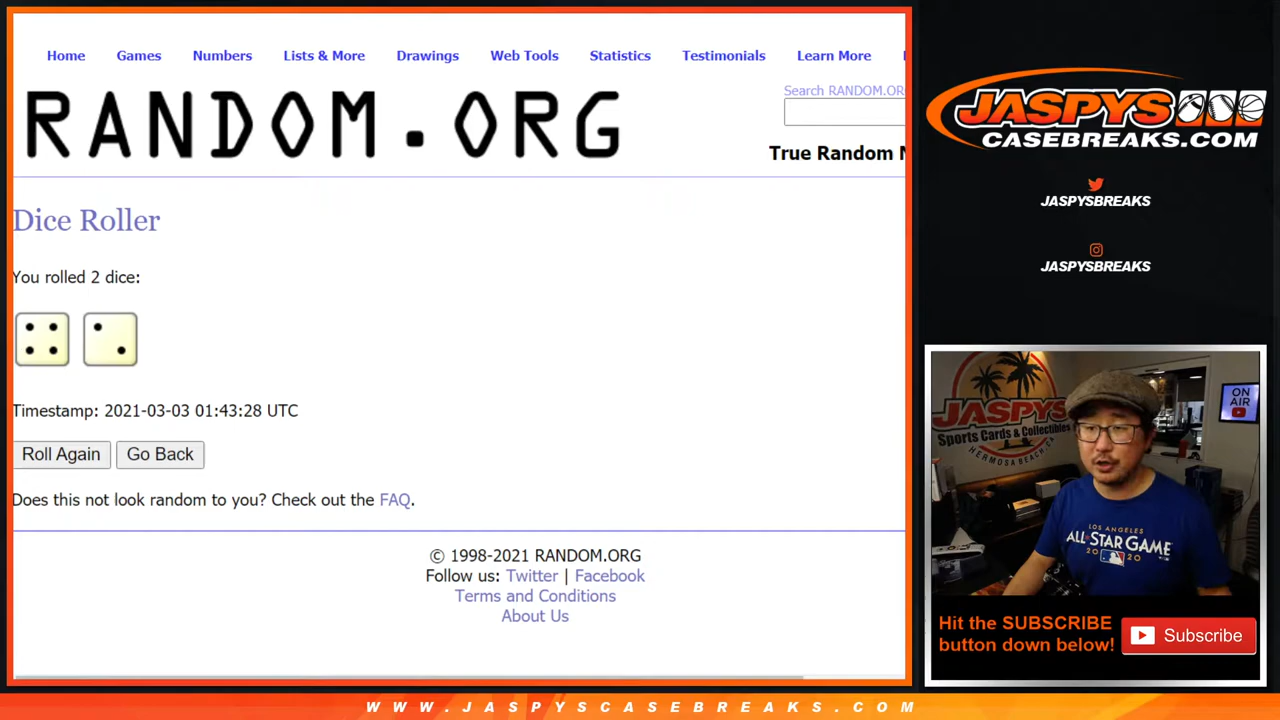 Home Games Numbers Lists & More Drawings Web Tools Statistics Testimonials Learn More
RANDOM.ORG
Search RANDOM.OR
True Random
Dice Roller
You rolled 2 dice:
Timestamp: 2021-03-03 01:43:28 UTC
Roll Again Go Back
Does this not look random to you? Check out the FAQ.
© 1998-2021 RANDOM.ORG
Follow us: Twitter | Facebook
Terms and Conditions
About Us
JASPYS
CASEBREAKS.COM
JASPYSBREAKS
JASPYSBREAKS
JASPYS
Sports Cards & Collectibles
HERMOSA BEACH, CA
ON
AIR
LOS ANGELES
ALL-STAR GAME
2020
Hit the SUBSCRIBE
button down below!
Subscribe
WWW.JASPYSCASEBREAKS.COM